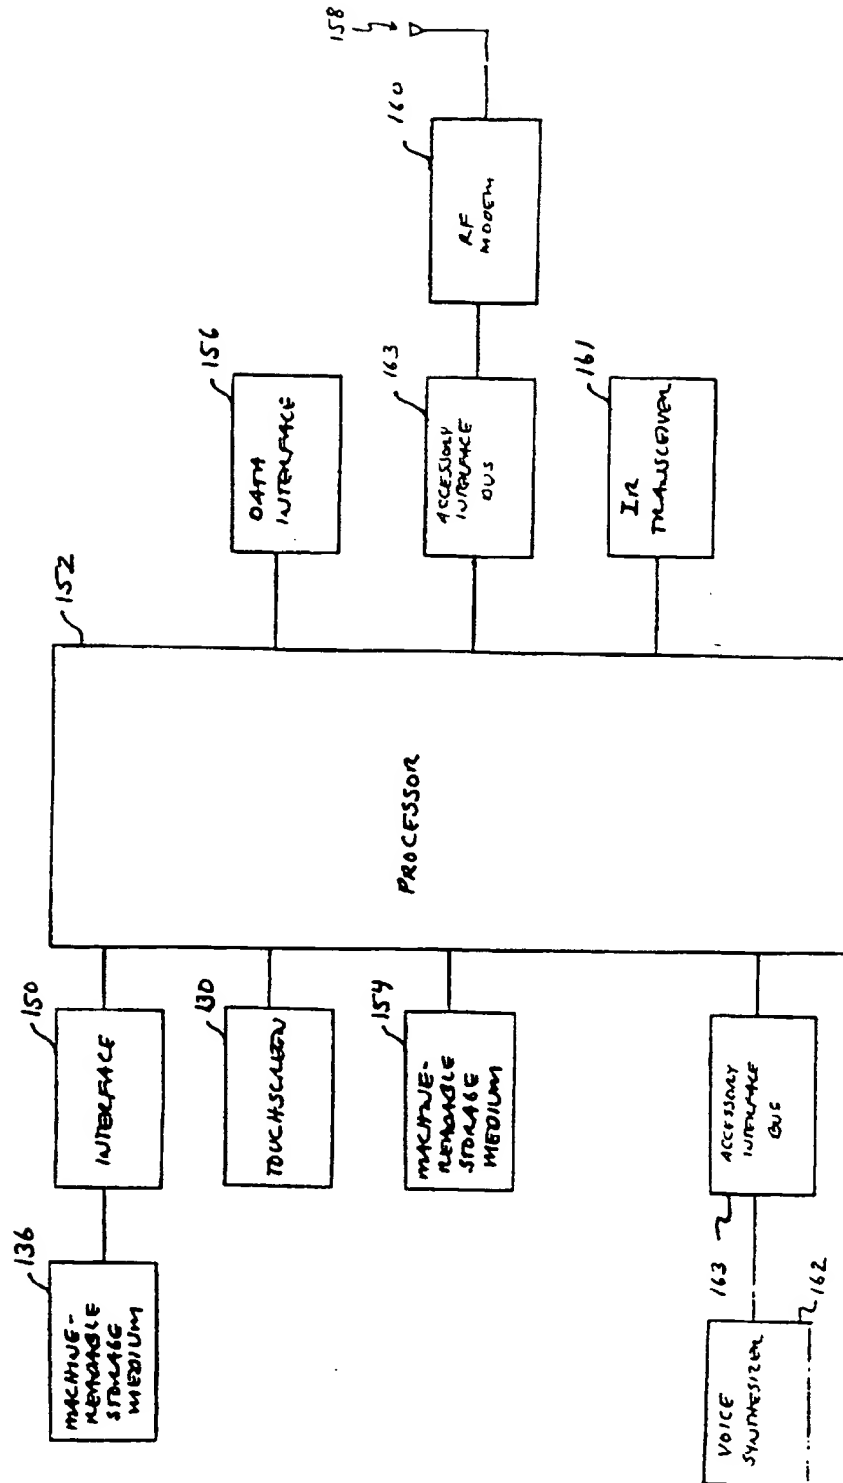 136
MACHINE-
READABLE
STORAGE
MEDIUM
150
INTERFACE
130
TOUCHSCREEN
154
MACHINE-
READABLE
STORAGE
MEDIUM
VOICE
SYNTHESIZER
162
163
ACCESSORY
INTERFACE
BUS
152
PROCESSOR
156
DATA
INTERFACE
163
ACCESSORY
INTERFACE
BUS
160
RF
MODEM
158
161
IR
TRANSCEIVER